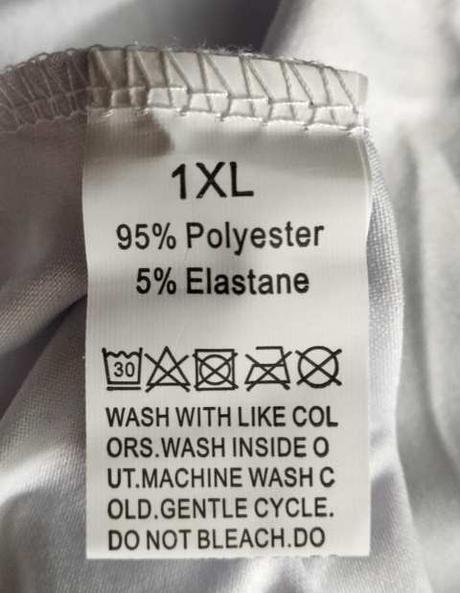 1XL
95% Polyester
5% Elastane
30
WASH WITH LIKE COL
ORS.WASH INSIDE O
UT.MACHINE WASH C
OLD.GENTLE CYCLE.
DO NOT BLEACH.DO